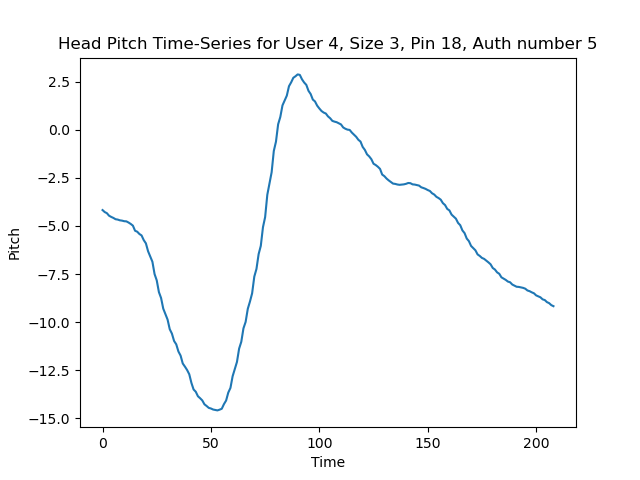 Head Pitch Time-Series for User 4, Size 3, Pin 18, Auth number 5
2.5
0.0
−2.5
−5.0
−7.5
−10.0
−12.5
−15.0
Pitch
0 50 100 150 200
Time